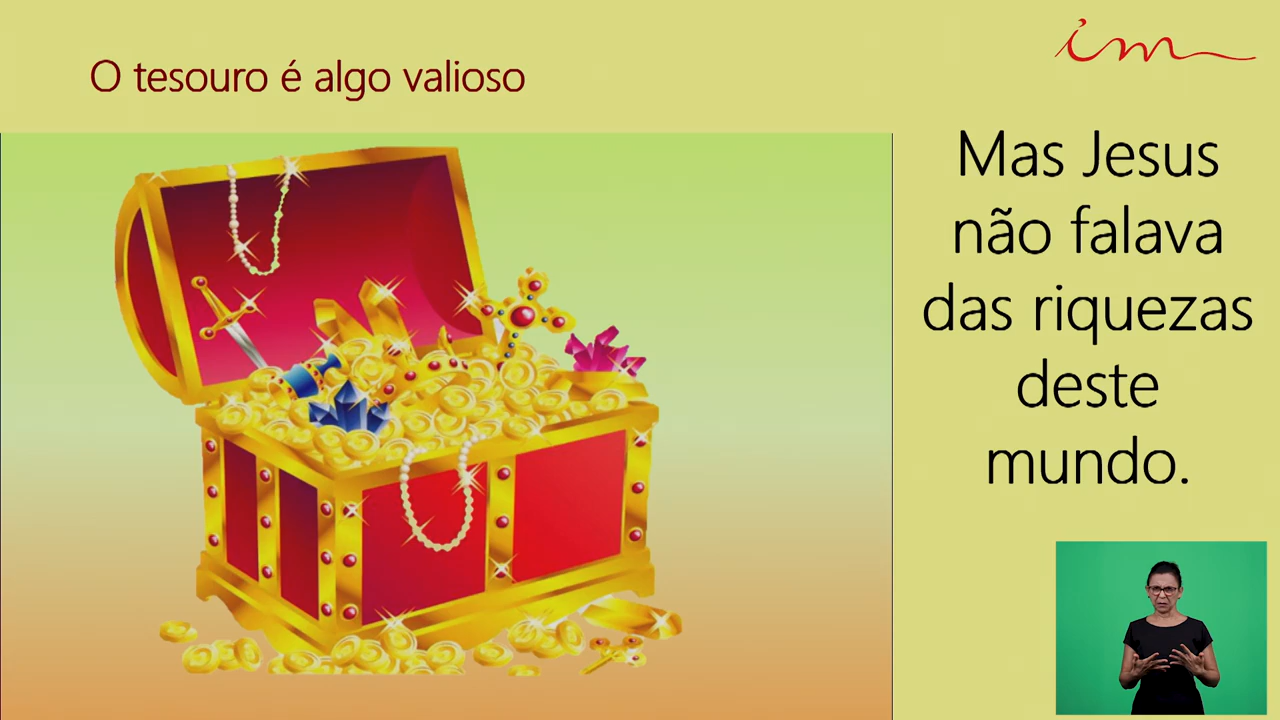 O tesouro é algo valioso
im
Mas Jesus
não falava
das riquezas
deste
mundo.